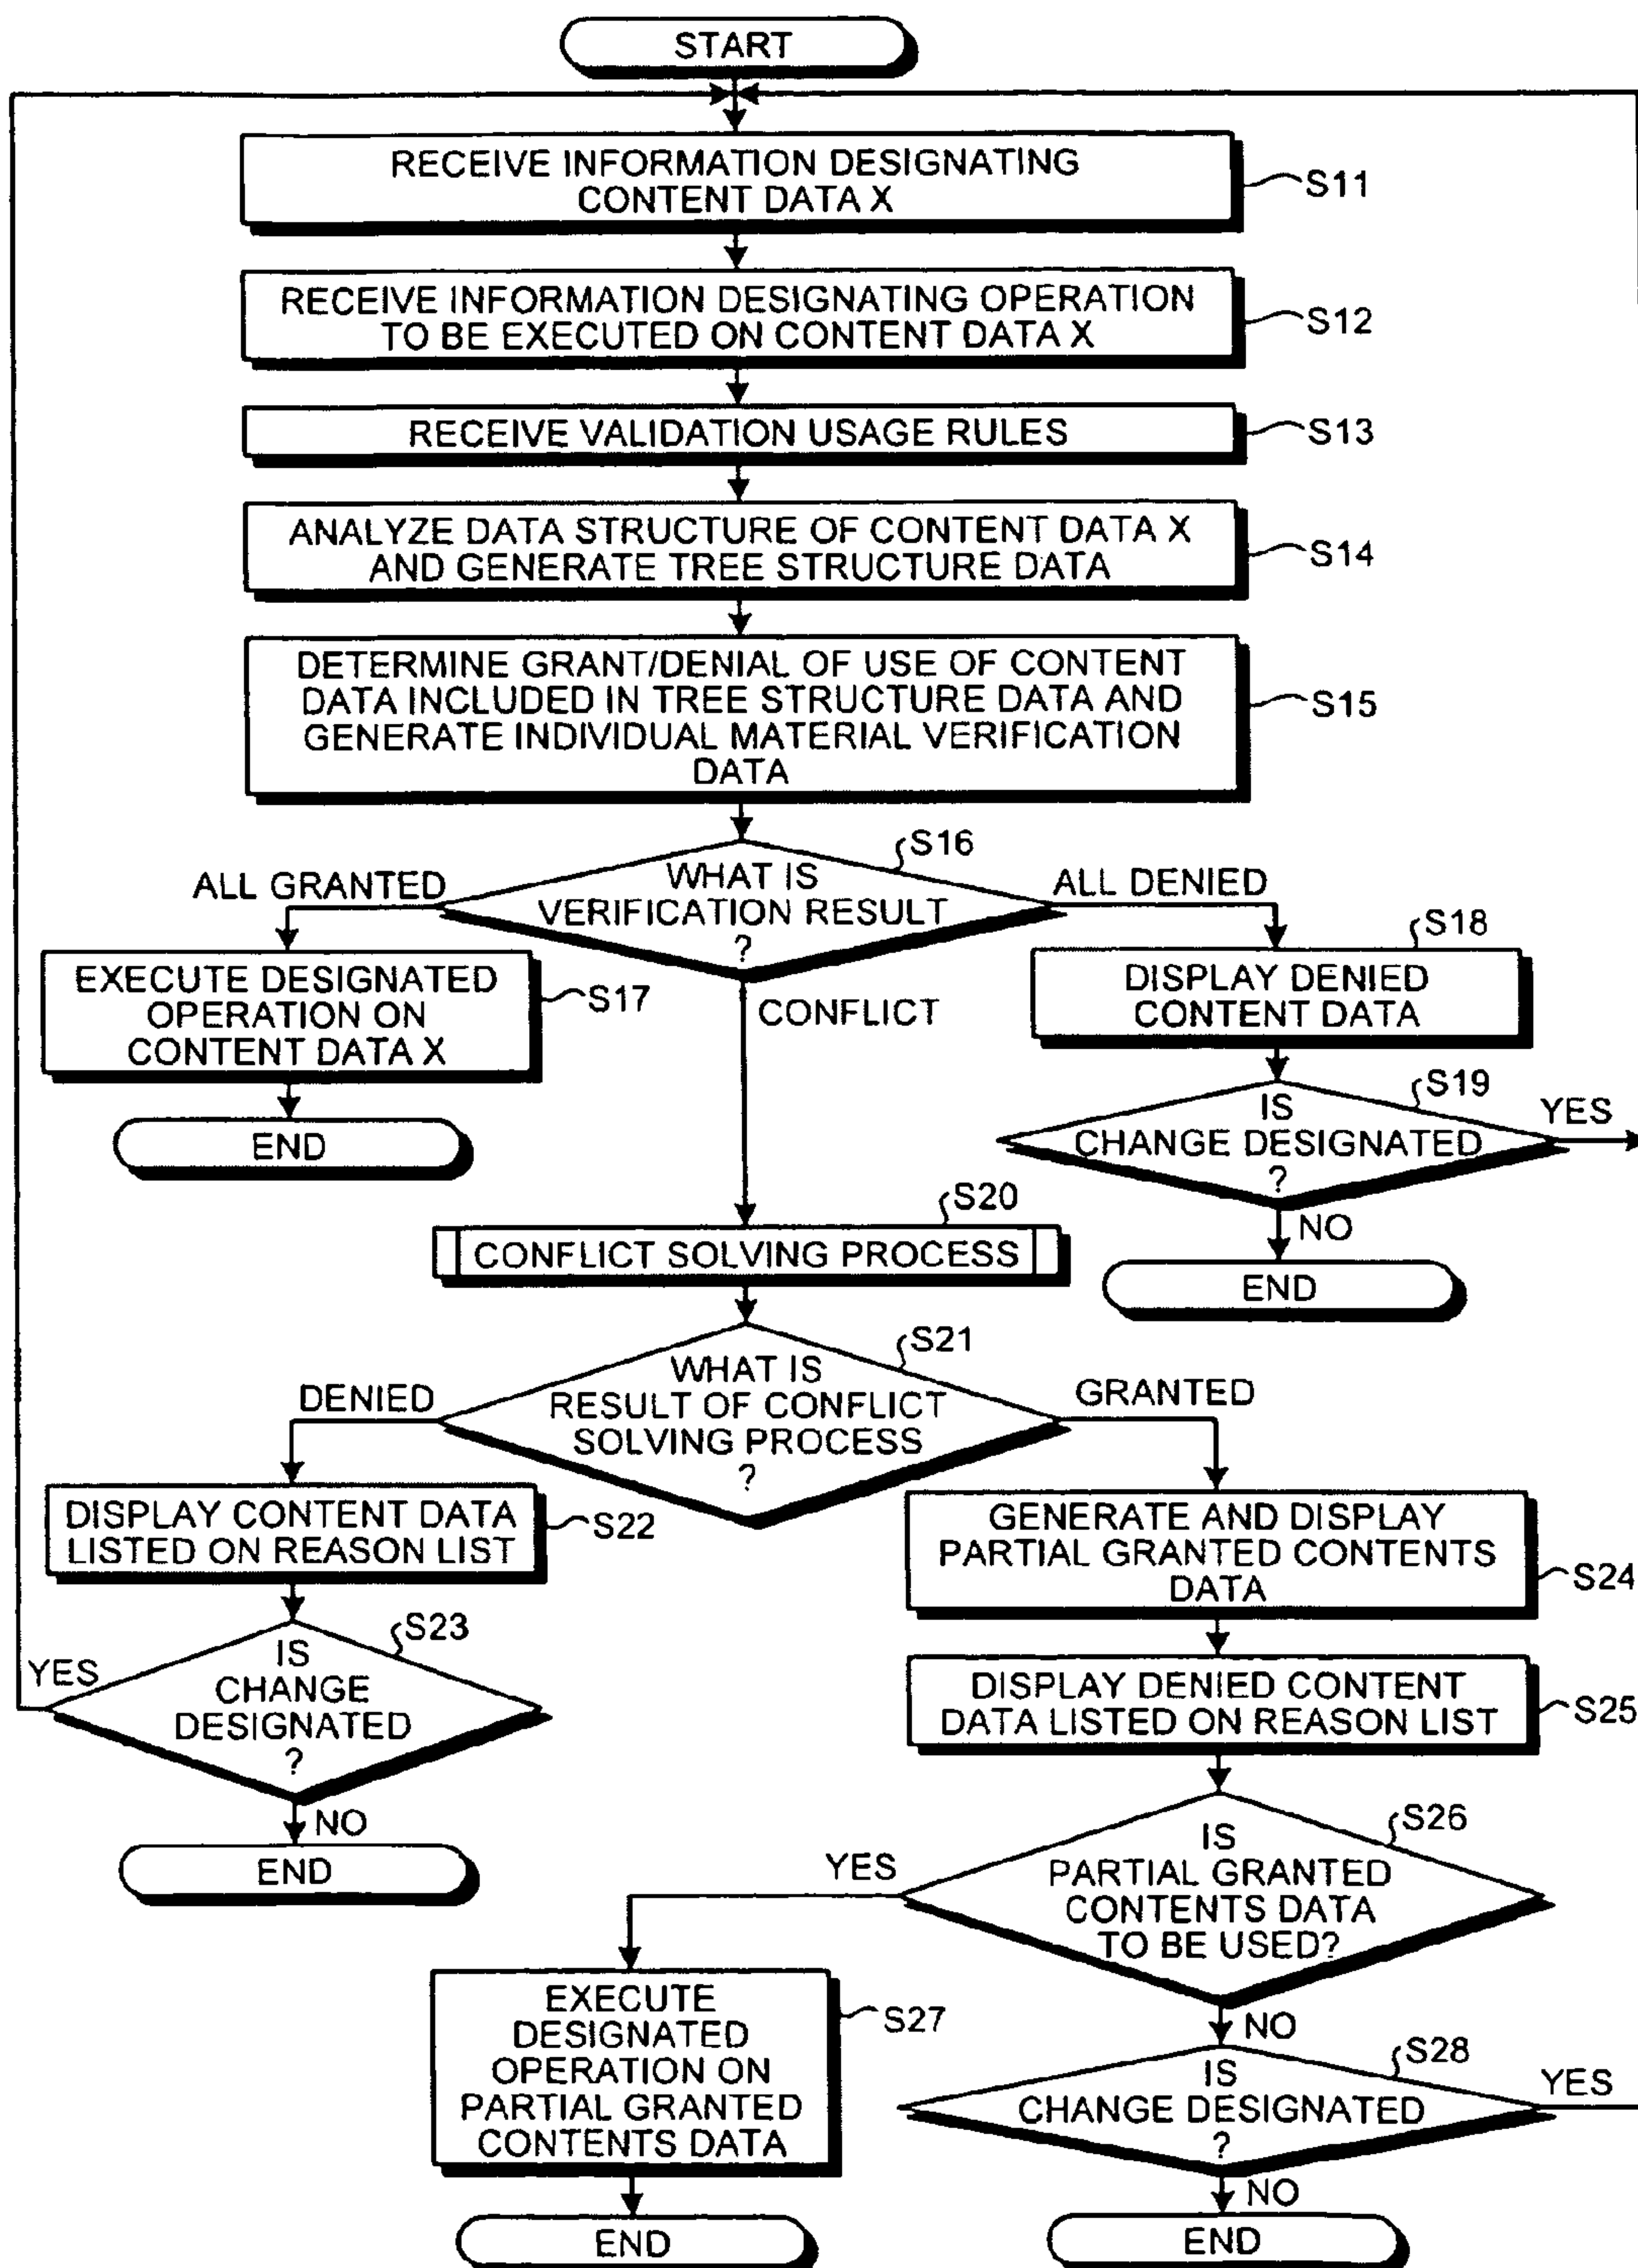 START
RECEIVE INFORMATION DESIGNATING
CONTENT DATA X
S11
RECEIVE INFORMATION DESIGNATING OPERATION
TO BE EXECUTED ON CONTENT DATA X
S12
RECEIVE VALIDATION USAGE RULES
S13
ANALYZE DATA STRUCTURE OF CONTENT DATA X
AND GENERATE TREE STRUCTURE DATA
S14
DETERMINE GRANT/DENIAL OF USE OF CONTENT
DATA INCLUDED IN TREE STRUCTURE DATA AND
GENERATE INDIVIDUAL MATERIAL VERIFICATION
DATA
S15
S16
WHAT IS
VERIFICATION RESULT
?
ALL GRANTED
ALL DENIED
CONFLICT
EXECUTE DESIGNATED
OPERATION ON
CONTENT DATA X
S17
END
S18
DISPLAY DENIED
CONTENT DATA
S19
IS
CHANGE DESIGNATED
?
YES
NO
END
S20
CONFLICT SOLVING PROCESS
S21
WHAT IS
RESULT OF CONFLICT
SOLVING PROCESS
?
DENIED
GRANTED
DISPLAY CONTENT DATA
LISTED ON REASON LIST
S22
S23
IS
CHANGE
DESIGNATED
?
YES
NO
END
GENERATE AND DISPLAY
PARTIAL GRANTED CONTENTS
DATA
S24
DISPLAY DENIED CONTENT
DATA LISTED ON REASON LIST
S25
S26
IS
PARTIAL GRANTED
CONTENTS DATA
TO BE USED?
YES
NO
EXECUTE
DESIGNATED
OPERATION ON
PARTIAL GRANTED
CONTENTS DATA
S27
END
S28
IS
CHANGE DESIGNATED
?
YES
NO
END